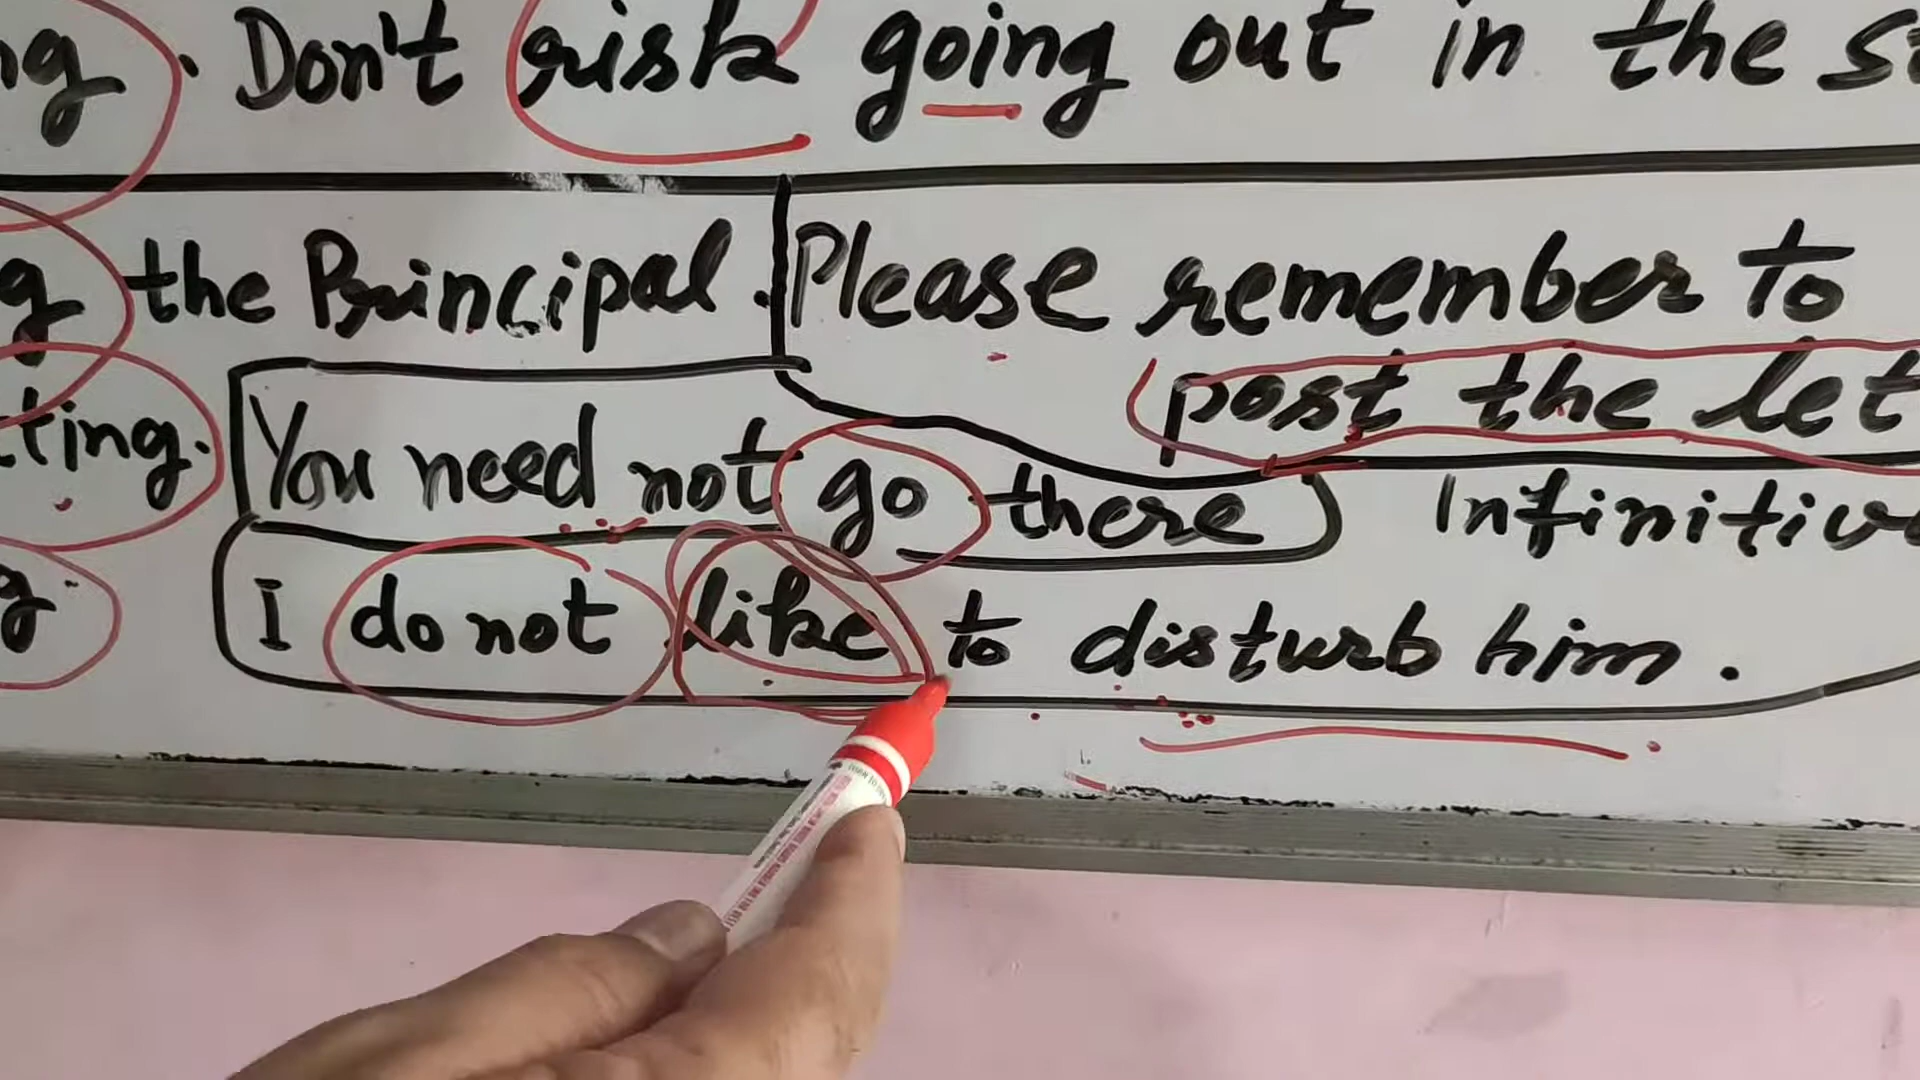 Don't risk going out in the
the Principal. Please remember to
post the let
ting. You need not go there Infinitiv
I do not like to disturb him.